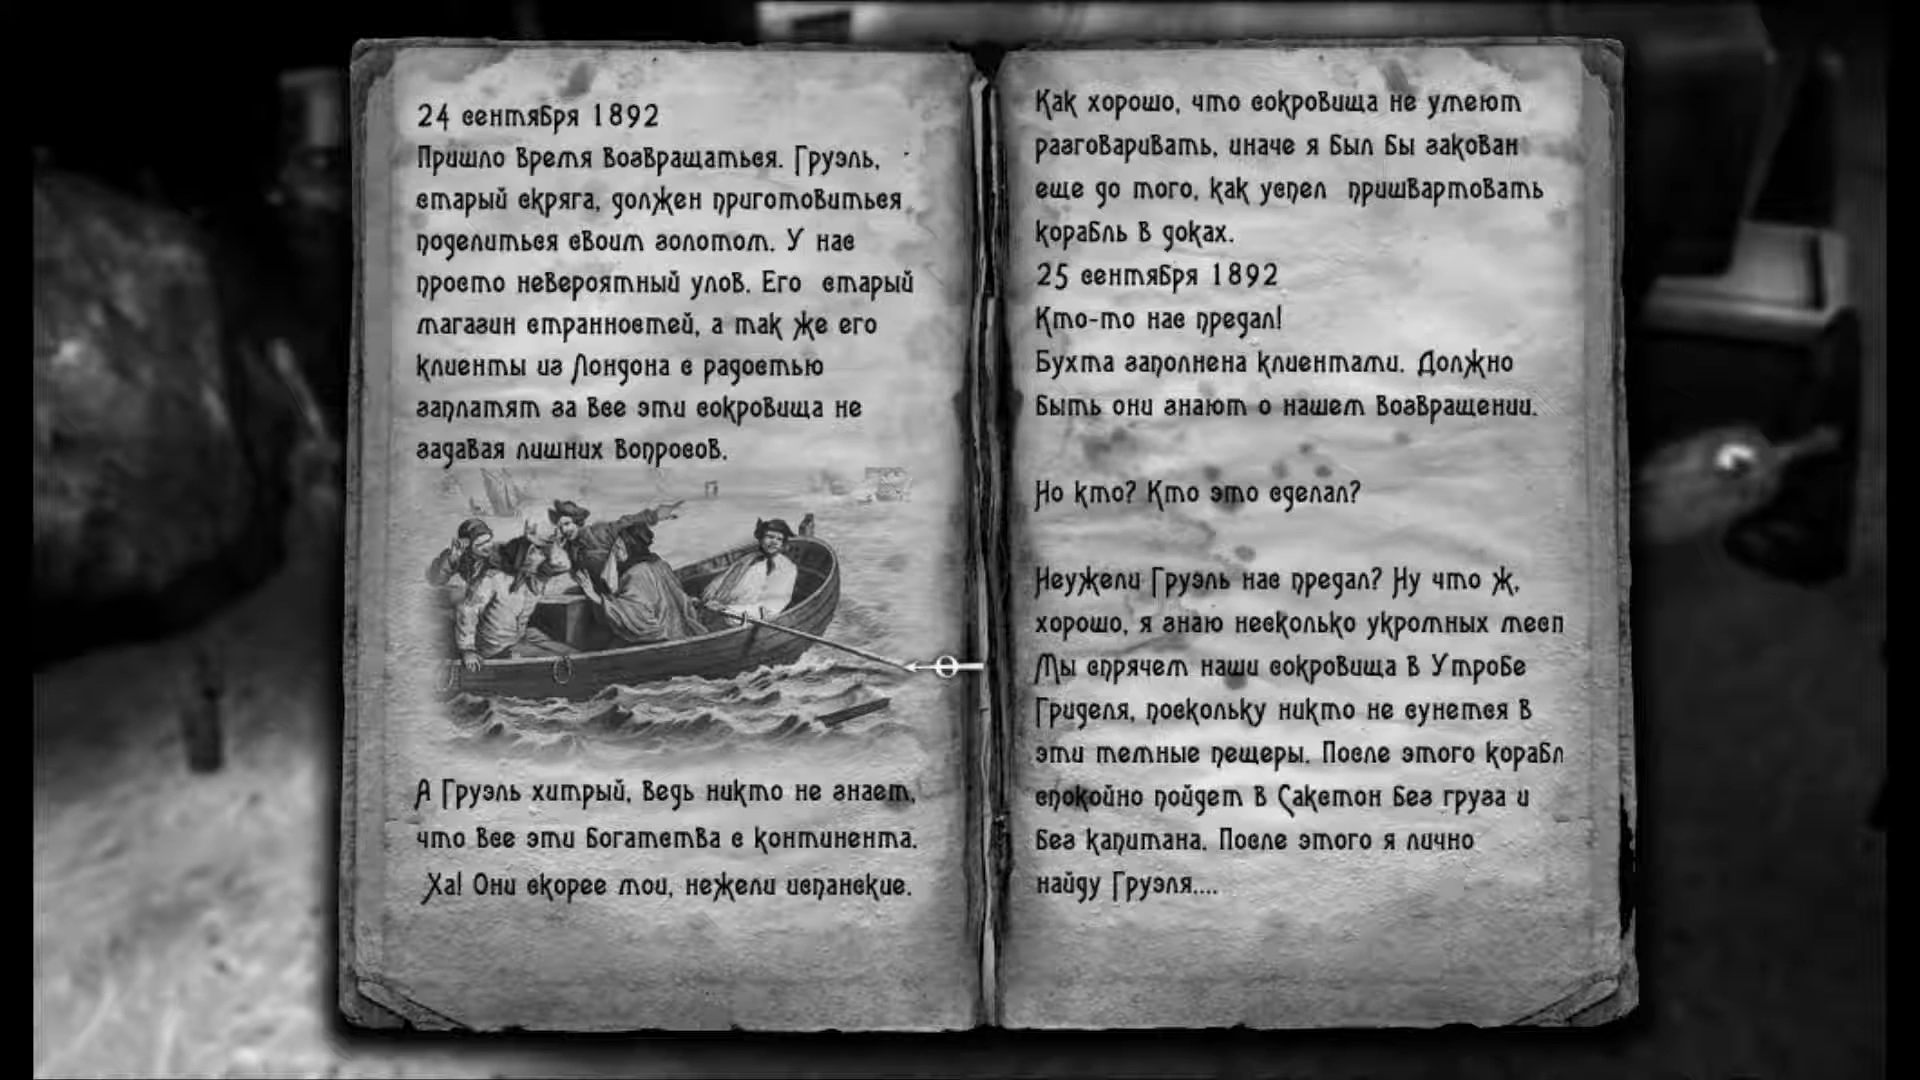 24 сентября 1892
Пришло время возвращаться. Груэль,
старый скряга, должен приготовиться
поделиться своим золотом. У нас
просто невероятный улов. Его старый
магазин странностей, а так же его
клиенты из Лондона с радостью
заплатят за все эти сокровища не
задавая лишних вопросов.
А Груэль хитрый, ведь никто не знает,
что все эти богатства с континента.
Ха! Они скорее мои, нежели испанские.
Как хорошо, что сокровища не умеют
разговаривать, иначе я был бы закован
еще до того, как успел пришвартовать
корабль в доках.
25 сентября 1892
Кто-то нас предал!
Бухта заполнена клиентами. Должно
быть они знают о нашем возвращении.
Но кто? Кто это сделал?
Неужели Груэль нас предал? Ну что ж,
хорошо, я знаю несколько укромных месп
Мы спрячем наши сокровища в Утробе
Гриделя, поскольку никто не сунется в
эти темные пещеры. После этого корабл
спокойно пойдет в Сакстон без груза и
без капитана. После этого я лично
найду Груэля....